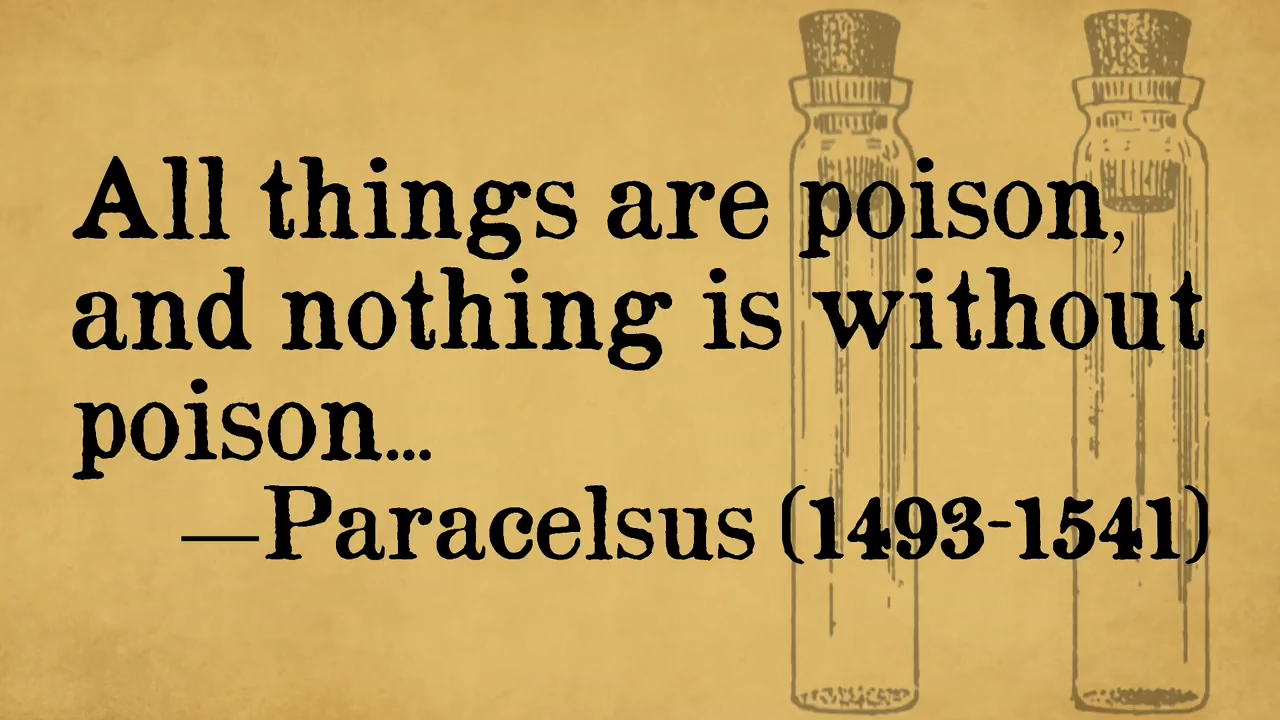 All things are poison,
and nothing is without
poison...
—Paracelsus (1493-1541)